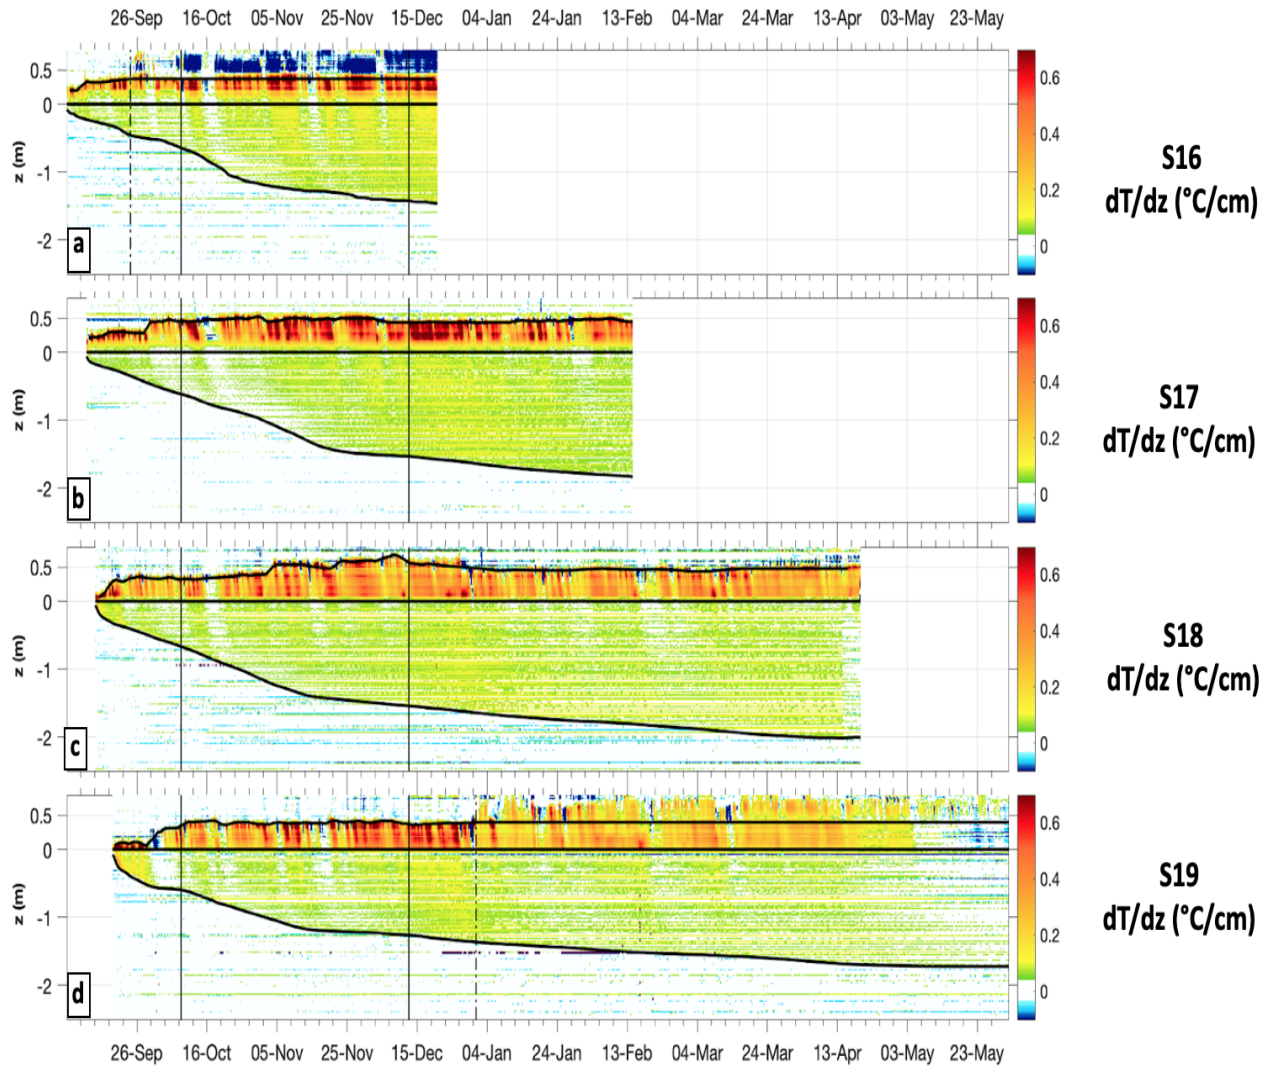 26-Sep 16-Oct 05-Nov 25-Nov 15-Dec 04-Jan 24-Jan 13-Feb 04-Mar 24-Mar 13-Apr 03-May 23-May
0.5
0
-1
-2
z (m)
a
0.6
0.4
0.2
0
S16
dT/dz (°C/cm)
0.5
0
-1
-2
z (m)
b
0.6
0.4
0.2
0
S17
dT/dz (°C/cm)
0.5
0
-1
-2
z (m)
c
0.6
0.4
0.2
0
S18
dT/dz (°C/cm)
0.5
0
-1
-2
z (m)
d
0.6
0.4
0.2
0
S19
dT/dz (°C/cm)
26-Sep 16-Oct 05-Nov 25-Nov 15-Dec 04-Jan 24-Jan 13-Feb 04-Mar 24-Mar 13-Apr 03-May 23-May